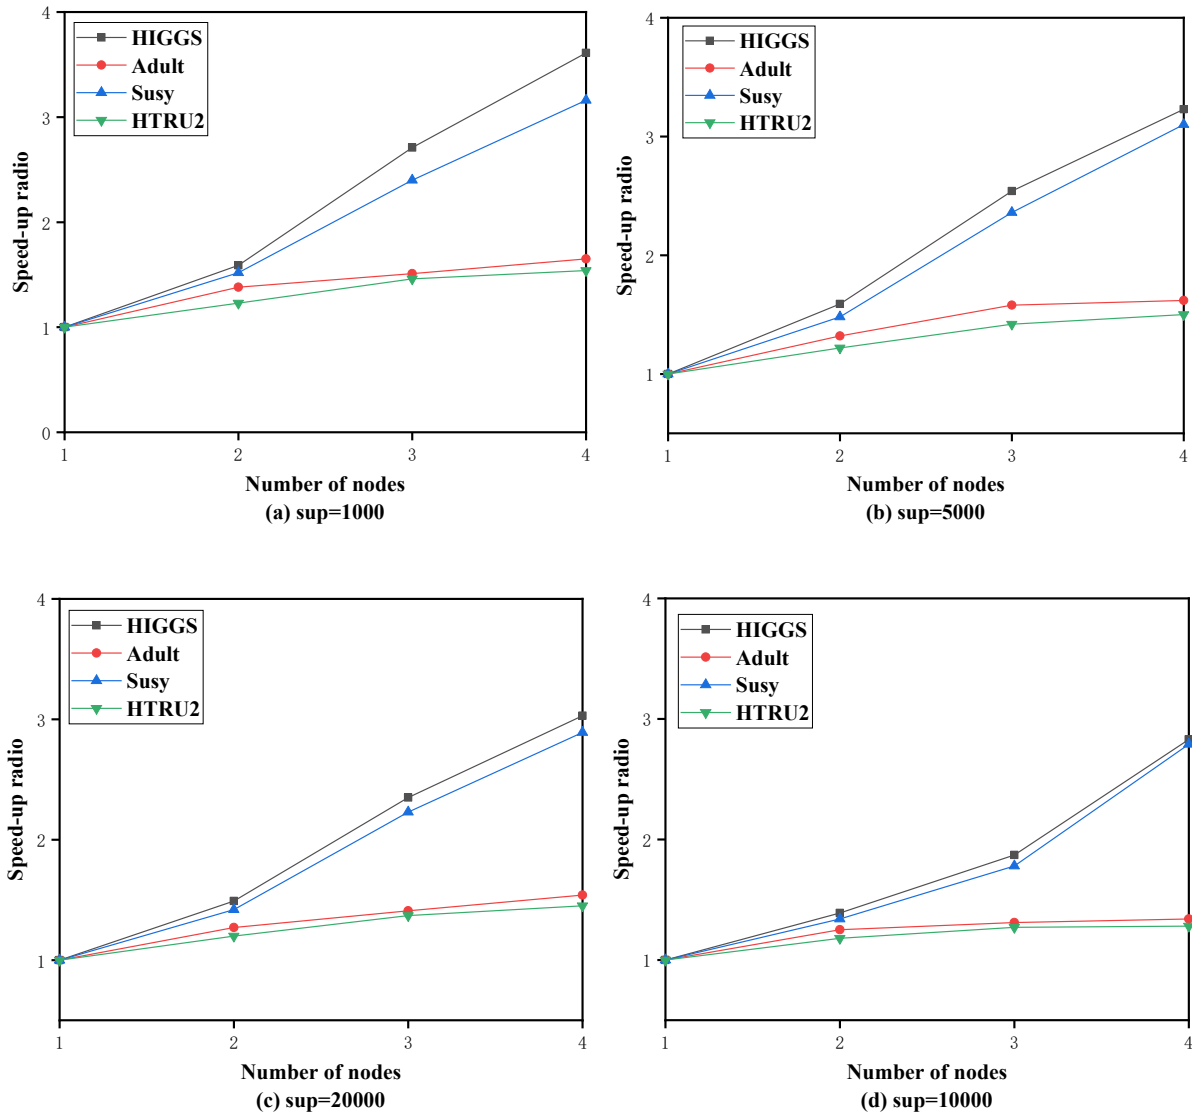 4
3
2
1
0
Speed-up radio
HIGGS
Adult
Susy
HTRU2
1 2 3 4
Number of nodes
(a) sup=1000
4
3
2
1
Speed-up radio
HIGGS
Adult
Susy
HTRU2
1 2 3 4
Number of nodes
(b) sup=5000
4
3
2
1
Speed-up radio
HIGGS
Adult
Susy
HTRU2
1 2 3 4
Number of nodes
(c) sup=20000
4
3
2
1
Speed-up radio
HIGGS
Adult
Susy
HTRU2
1 2 3 4
Number of nodes
(d) sup=10000